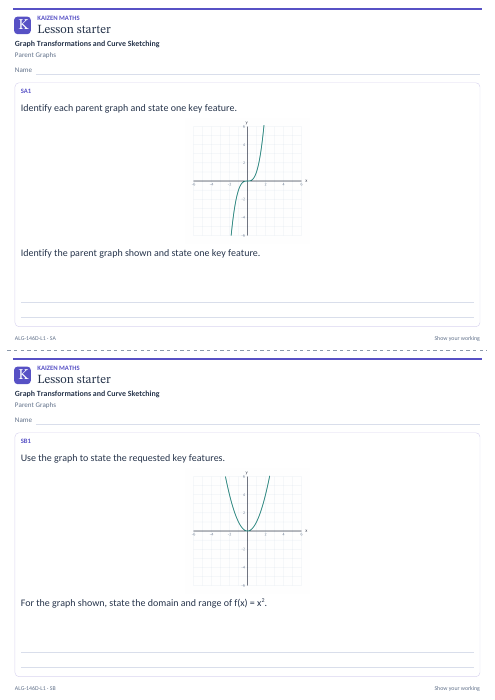 K
KAIZEN MATHS
Lesson starter
Graph Transformations and Curve Sketching
Parent Graphs
Name
SA1
Identify each parent graph and state one key feature.
Identify the parent graph shown and state one key feature.
ALG-146D-L1 - SA
Show your working
K
KAIZEN MATHS
Lesson starter
Graph Transformations and Curve Sketching
Parent Graphs
Name
SB1
Use the graph to state the requested key features.
For the graph shown, state the domain and range of f(x) = x².
ALG-146D-L1 - SB
Show your working